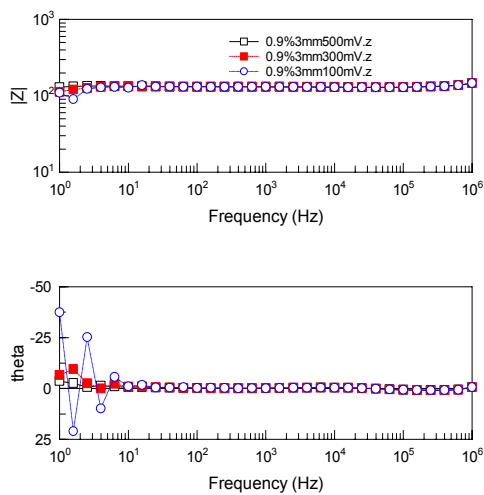 10³
0.9%3mm500mV.z
0.9%3mm300mV.z
0.9%3mm100mV.z
|Z|
10²
10¹
10⁰ 10¹ 10² 10³ 10⁴ 10⁵ 10⁶
Frequency (Hz)
-50
-25
theta
0
25
10⁰ 10¹ 10² 10³ 10⁴ 10⁵ 10⁶
Frequency (Hz)